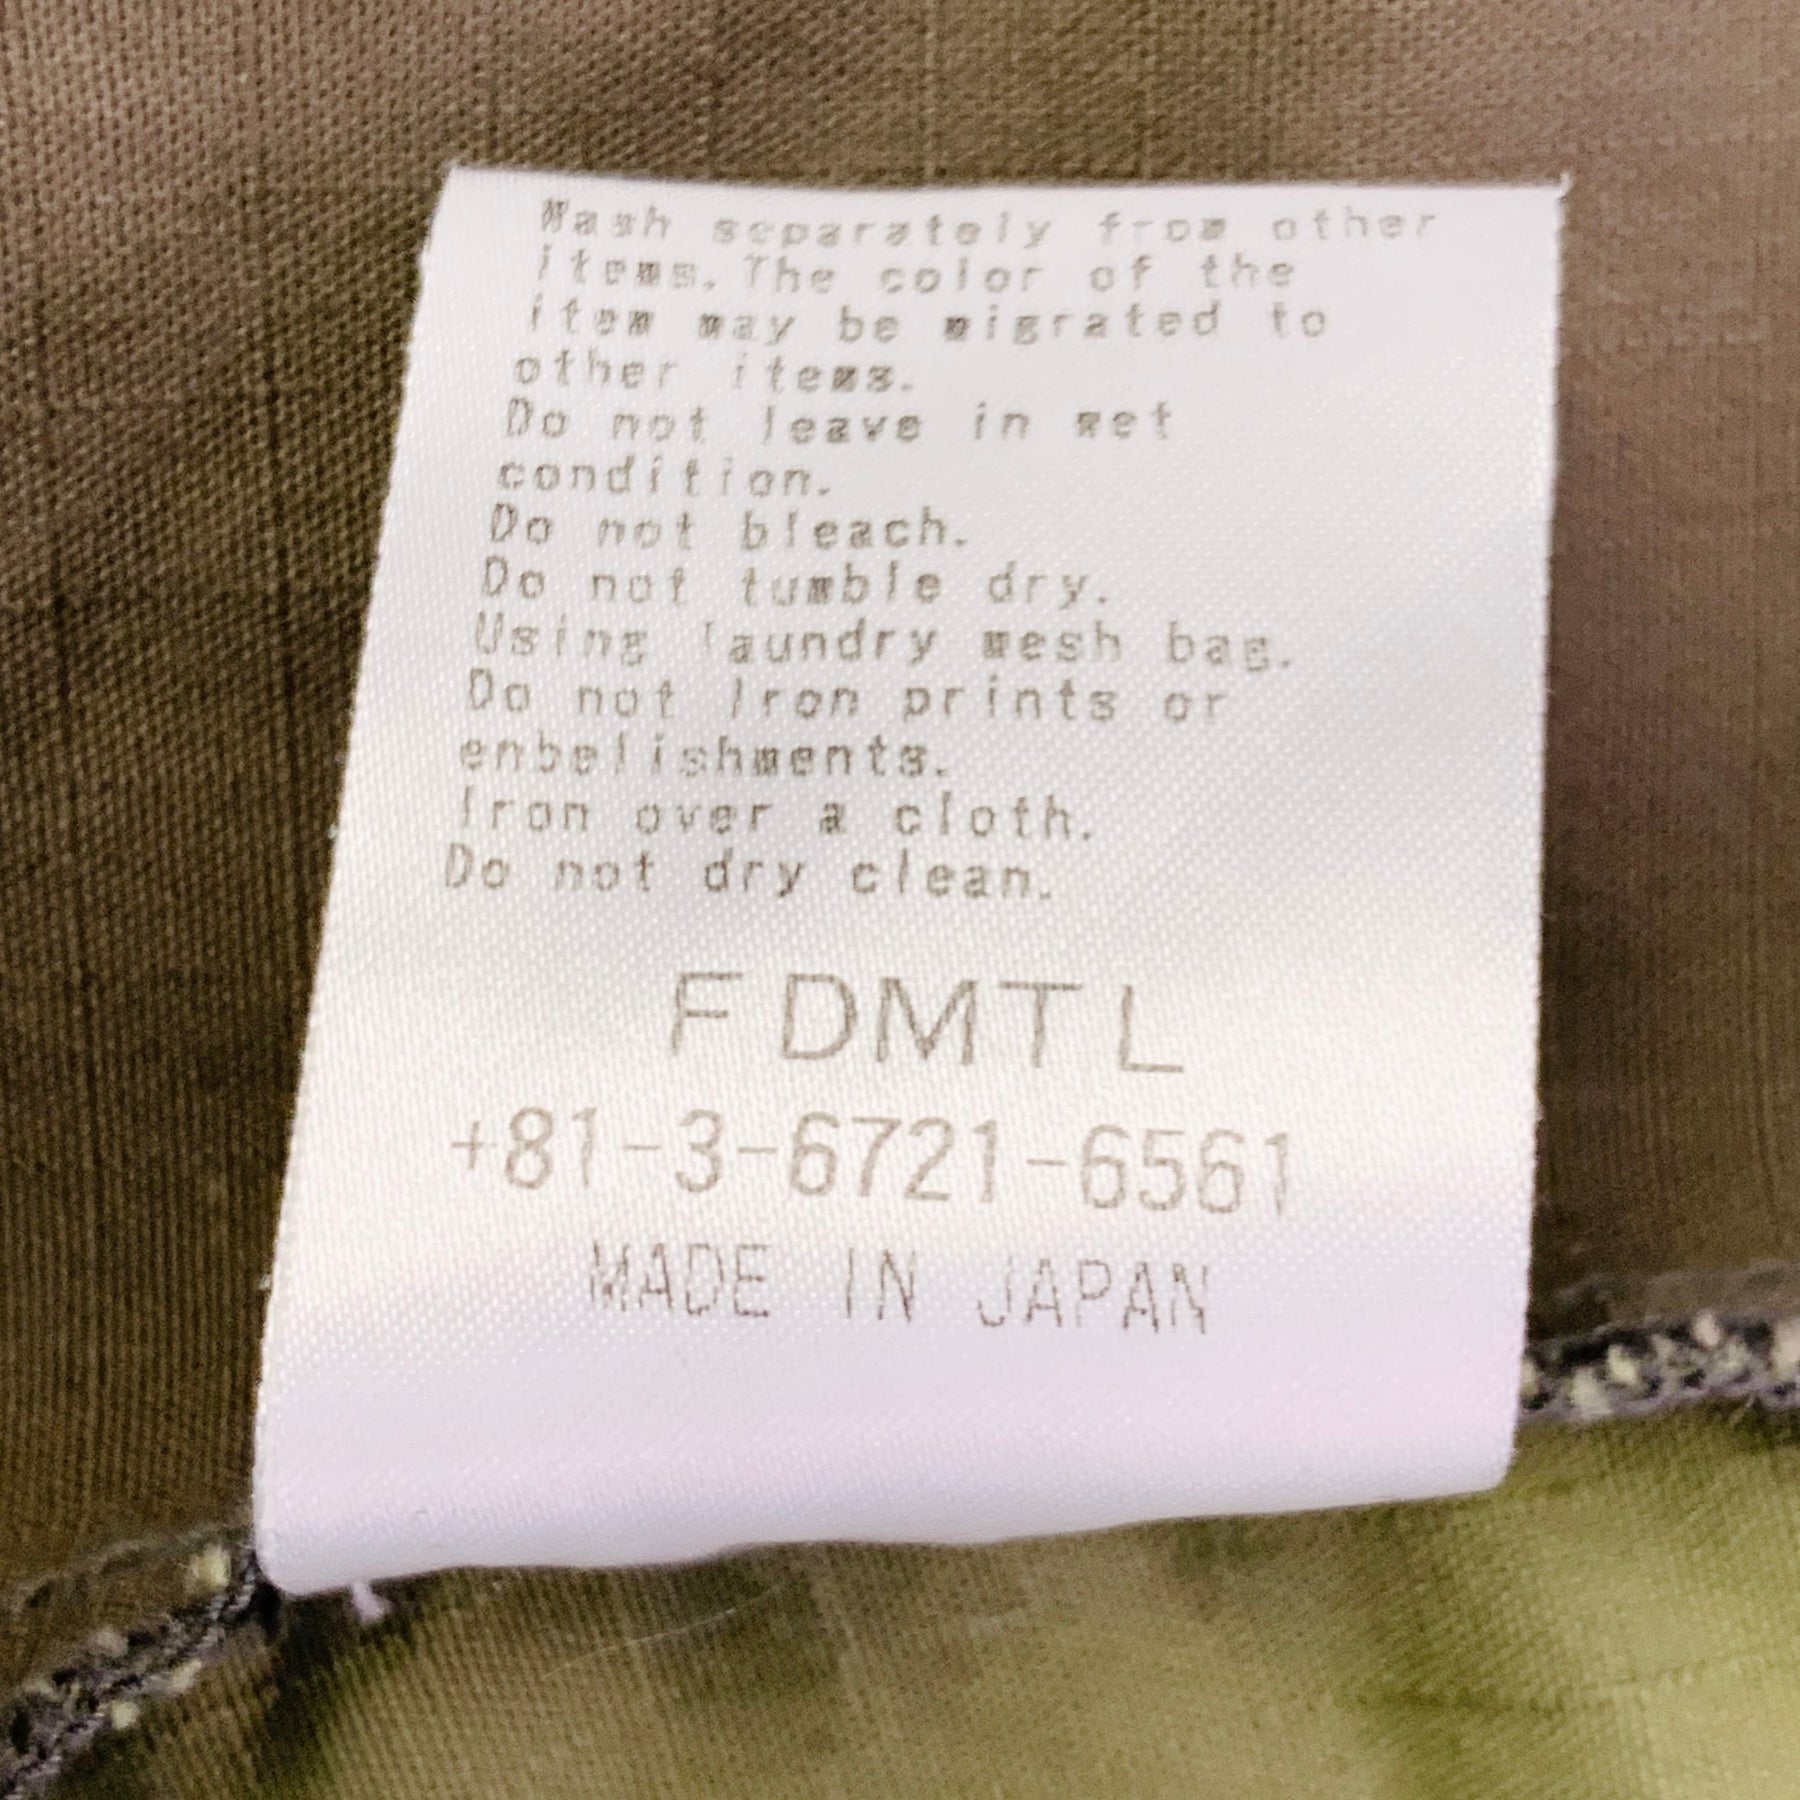 Wash separately from other
items. The color of the
item may be migrated to
other items.
Do not leave in wet
condition.
Do not bleach.
Do not tumble dry.
Using laundry mesh bag.
Do not Iron prints or
enbelishments.
Iron over a cloth.
Do not dry clean.
FDMTL
+81-3-6721-6561
MADE IN JAPAN